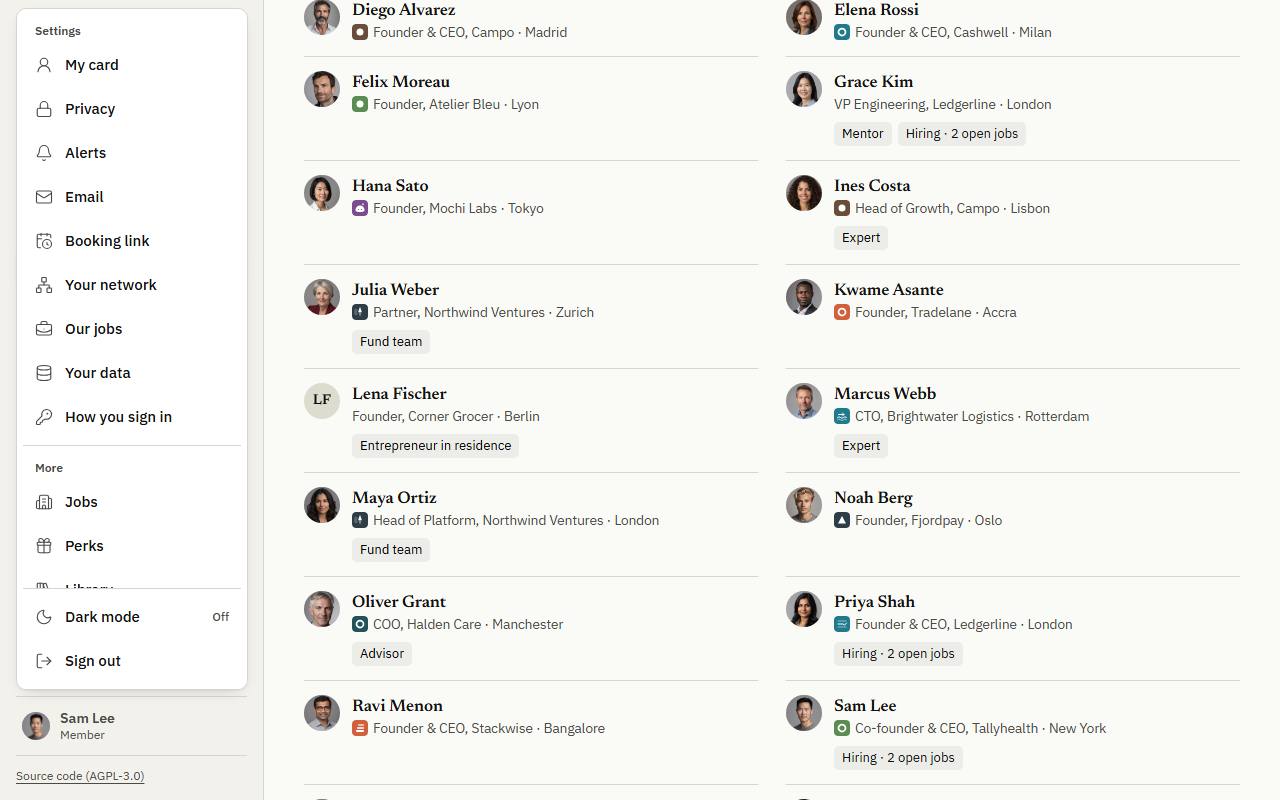 Settings
My card
Privacy
Alerts
Email
Booking link
Your network
Our jobs
Your data
How you sign in
More
Jobs
Perks
Library
Dark mode Off
Sign out
Sam Lee
Member
Source code (AGPL-3.0)
Diego Alvarez
Founder & CEO, Campo · Madrid
Elena Rossi
Founder & CEO, Cashwell · Milan
Felix Moreau
Founder, Atelier Bleu · Lyon
Grace Kim
VP Engineering, Ledgerline · London
Mentor Hiring · 2 open jobs
Hana Sato
Founder, Mochi Labs · Tokyo
Ines Costa
Head of Growth, Campo · Lisbon
Expert
Julia Weber
Partner, Northwind Ventures · Zurich
Fund team
Kwame Asante
Founder, Tradelane · Accra
LF
Lena Fischer
Founder, Corner Grocer · Berlin
Entrepreneur in residence
Marcus Webb
CTO, Brightwater Logistics · Rotterdam
Expert
Maya Ortiz
Head of Platform, Northwind Ventures · London
Fund team
Noah Berg
Founder, Fjordpay · Oslo
Oliver Grant
COO, Halden Care · Manchester
Advisor
Priya Shah
Founder & CEO, Ledgerline · London
Hiring · 2 open jobs
Ravi Menon
Founder & CEO, Stackwise · Bangalore
Sam Lee
Co-founder & CEO, Tallyhealth · New York
Hiring · 2 open jobs